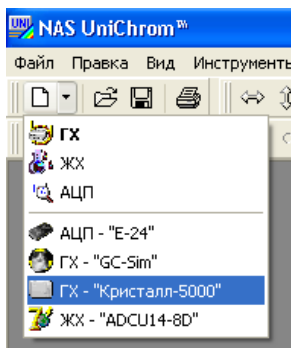 NAS UniChrom™
Файл Правка Вид Инструменты
ГХ
ЖХ
АЦП
АЦП - "E-24"
ГХ - "GC-Sim"
ГХ - "Кристалл-5000"
ЖХ - "ADCU14-8D"